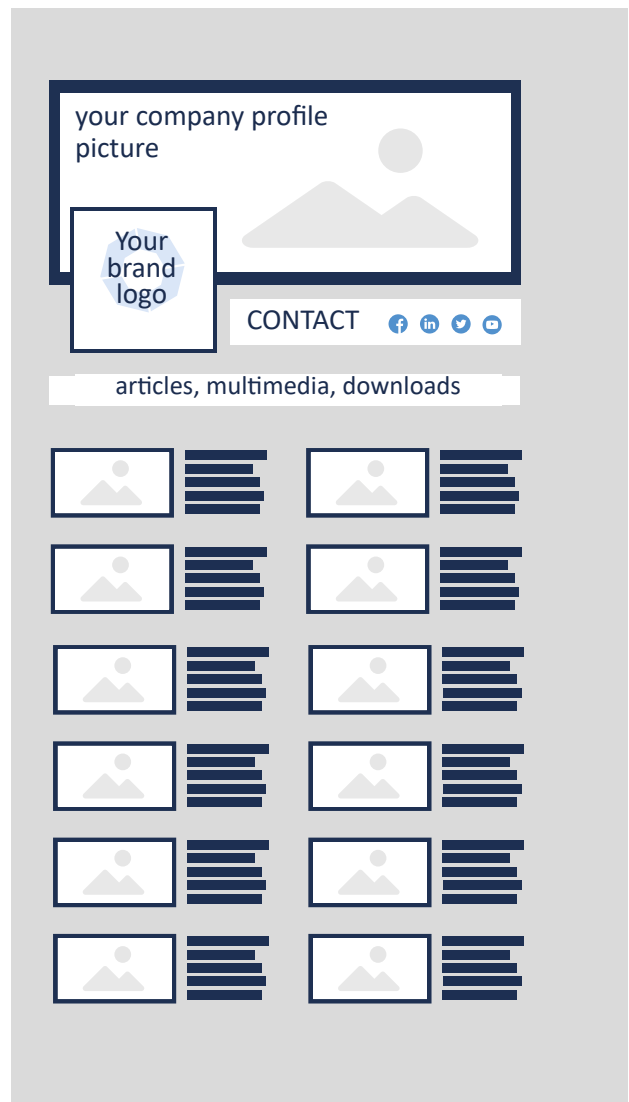 your company profile
picture
Your
brand
logo
CONTACT
articles, multimedia, downloads